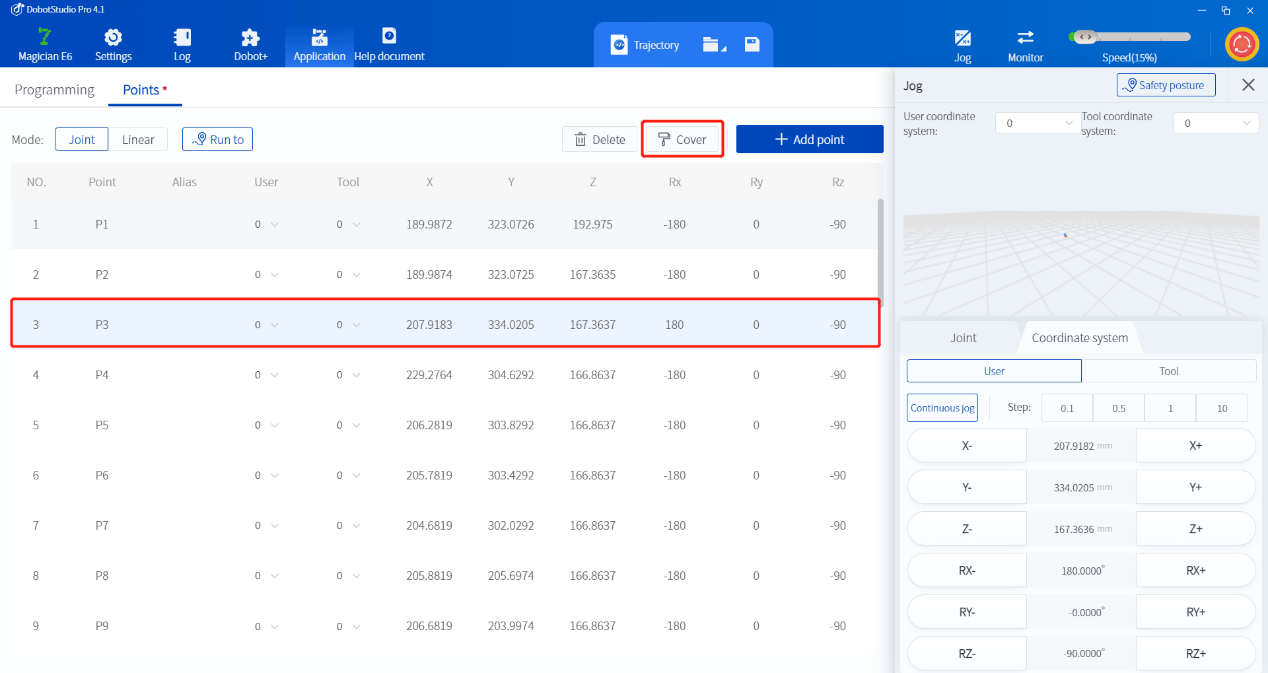 DobotStudio Pro 4.1
Magician E6 Settings Log Dobot+ Application Help document Trajectory Jog Monitor Speed(15%)
Programming Points *
Mode: Joint Linear Run to Delete Cover + Add point
NO. Point Alias User Tool X Y Z Rx Ry Rz
1 P1 0 0 189.9872 323.0726 192.975 -180 0 -90
2 P2 0 0 189.9874 323.0725 167.3635 -180 0 -90
3 P3 0 0 207.9183 334.0205 167.3637 180 0 -90
4 P4 0 0 229.2764 304.6292 166.8637 -180 0 -90
5 P5 0 0 206.2819 303.8292 166.8637 -180 0 -90
6 P6 0 0 205.7819 303.4292 166.8637 -180 0 -90
7 P7 0 0 204.6819 302.0292 166.8637 -180 0 -90
8 P8 0 0 205.8819 205.6974 166.8637 -180 0 -90
9 P9 0 0 206.6819 203.9974 166.8637 -180 0 -90
Jog Safety posture
User coordinate system: 0 Tool coordinate system: 0
Joint Coordinate system
User Tool
Continuous jog Step: 0.1 0.5 1 10
X- 207.9182 mm X+
Y- 334.0205 mm Y+
Z- 167.3636 mm Z+
RX- 180.0000° RX+
RY- -0.0000° RY+
RZ- -90.0000° RZ+